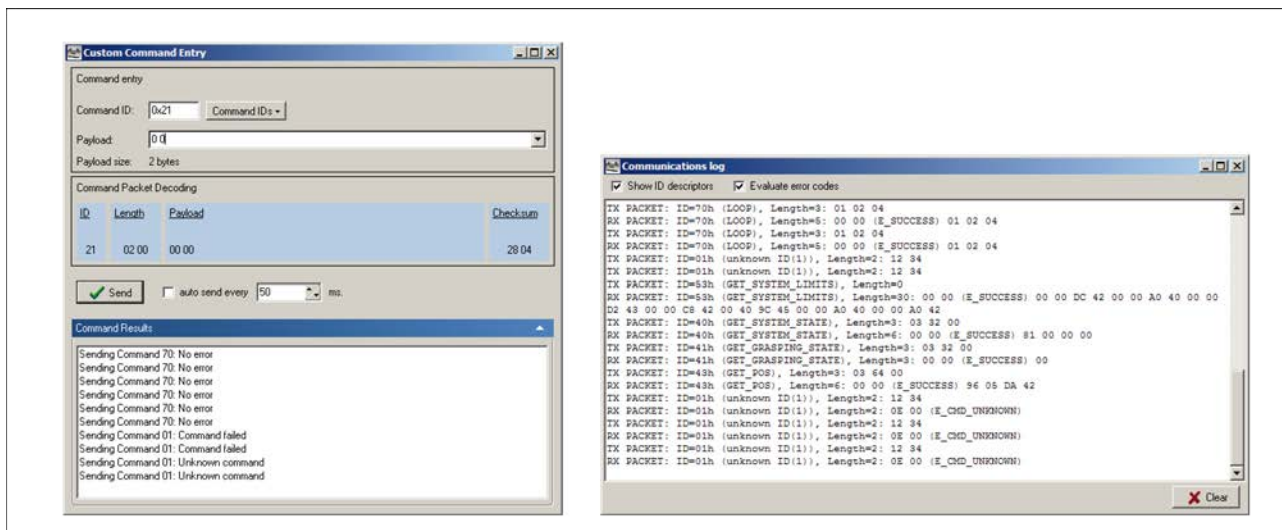 Custom Command Entry
Command entry
Command ID: 0x21 Command IDs
Payload: 0 0
Payload size: 2 bytes
Command Packet Decoding
ID Length Payload Checksum
21 02 00 00 00 28 04
Send auto send every 50 ms.
Command Results
Sending Command 70: No error
Sending Command 70: No error
Sending Command 70: No error
Sending Command 70: No error
Sending Command 70: No error
Sending Command 70: No error
Sending Command 01: Command failed
Sending Command 01: Command failed
Sending Command 01: Unknown command
Sending Command 01: Unknown command
Communications log
Show ID descriptors Evaluate error codes
TX PACKET: ID=70h (LOOP), Length=3: 01 02 04
RX PACKET: ID=70h (LOOP), Length=5: 00 00 (E_SUCCESS) 01 02 04
TX PACKET: ID=70h (LOOP), Length=3: 01 02 04
RX PACKET: ID=70h (LOOP), Length=5: 00 00 (E_SUCCESS) 01 02 04
TX PACKET: ID=01h (unknown ID(1)), Length=2: 12 34
TX PACKET: ID=01h (unknown ID(1)), Length=2: 12 34
TX PACKET: ID=53h (GET_SYSTEM_LIMITS), Length=0
RX PACKET: ID=53h (GET_SYSTEM_LIMITS), Length=30: 00 00 (E_SUCCESS) 00 00 DC 42 00 00 A0 40 00 00
D2 43 00 00 C8 42 00 40 9C 45 00 00 A0 40 00 00 A0 42
TX PACKET: ID=40h (GET_SYSTEM_STATE), Length=3: 03 32 00
RX PACKET: ID=40h (GET_SYSTEM_STATE), Length=6: 00 00 (E_SUCCESS) 81 00 00 00
TX PACKET: ID=41h (GET_GRASPING_STATE), Length=3: 03 32 00
RX PACKET: ID=41h (GET_GRASPING_STATE), Length=3: 00 00 (E_SUCCESS) 00
TX PACKET: ID=43h (GET_POS), Length=3: 03 64 00
RX PACKET: ID=43h (GET_POS), Length=6: 00 00 (E_SUCCESS) 96 05 DA 42
TX PACKET: ID=01h (unknown ID(1)), Length=2: 12 34
RX PACKET: ID=01h (unknown ID(1)), Length=2: 0E 00 (E_CMD_UNKNOWN)
TX PACKET: ID=01h (unknown ID(1)), Length=2: 12 34
RX PACKET: ID=01h (unknown ID(1)), Length=2: 0E 00 (E_CMD_UNKNOWN)
TX PACKET: ID=01h (unknown ID(1)), Length=2: 12 34
RX PACKET: ID=01h (unknown ID(1)), Length=2: 0E 00 (E_CMD_UNKNOWN)
Clear